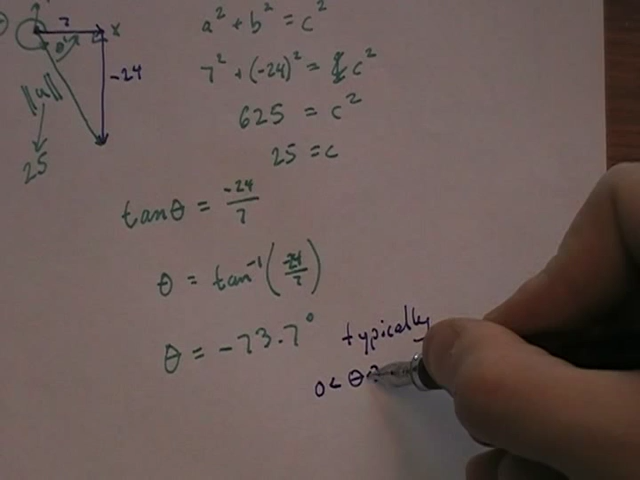 7
x
θ
-24
||u||
25
a² + b² = c²
7² + (-24)² = c²
625 = c²
25 = c
tanθ = -24/7
θ = tan⁻¹(-24/7)
θ = -73.7°
typically
0 < θ